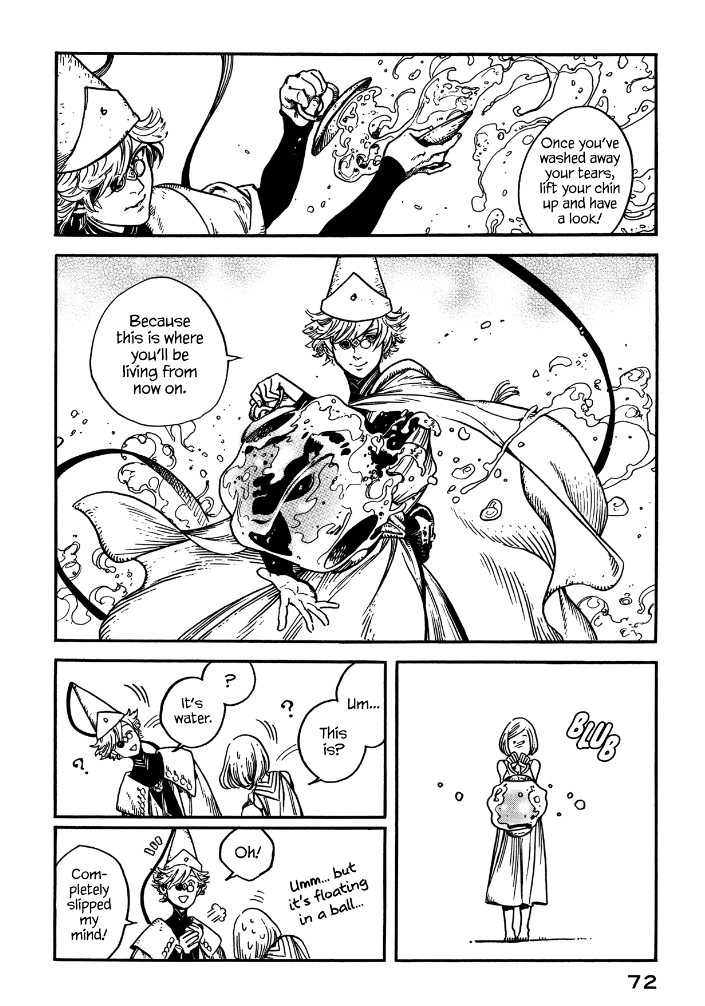 Once you've
washed away
your tears,
lift your chin
up and have
a look!
Because
this is where
you'll be
living from
now on.
Um...
This
is?
?
?
It's
water.
?
BLUB
Umm... but
it's floating
in a ball...
Oh!
Com-
pletely
slipped
my
mind!
72